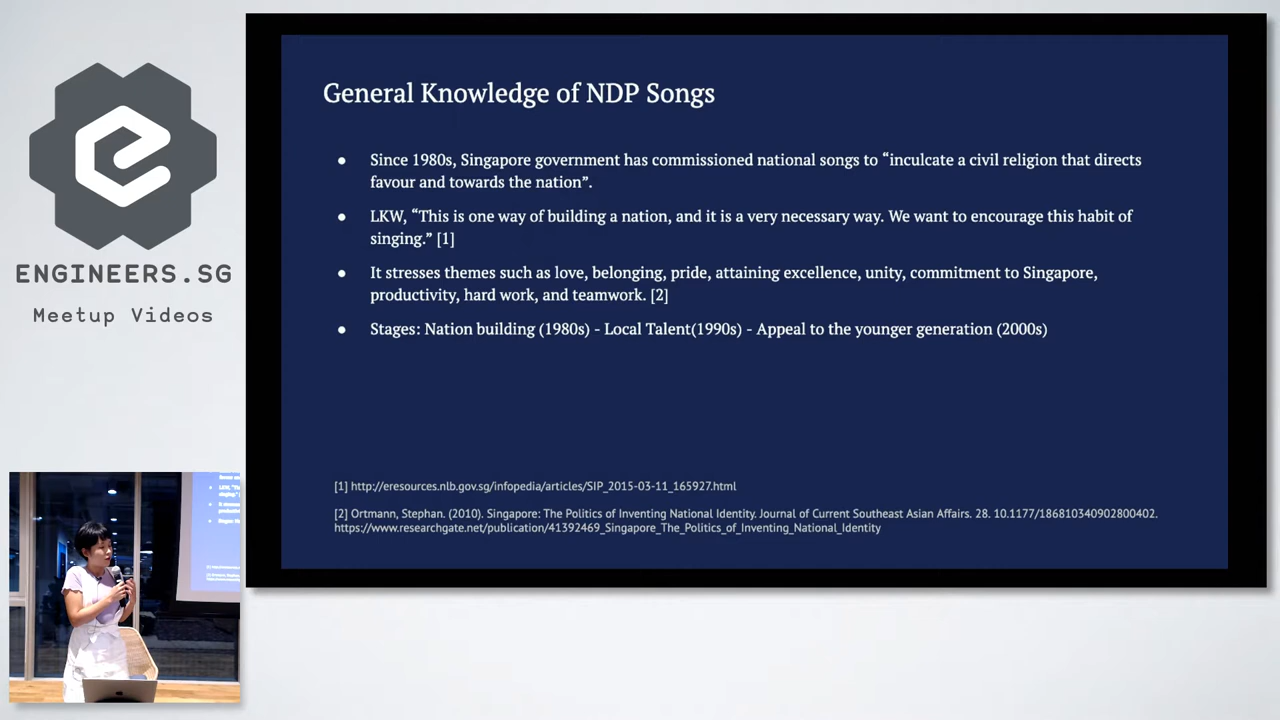 ENGINEERS.SG
Meetup Videos
General Knowledge of NDP Songs
● Since 1980s, Singapore government has commissioned national songs to “inculcate a civil religion that directs
favour and towards the nation”.
● LKW, “This is one way of building a nation, and it is a very necessary way. We want to encourage this habit of
singing.” [1]
● It stresses themes such as love, belonging, pride, attaining excellence, unity, commitment to Singapore,
productivity, hard work, and teamwork. [2]
● Stages: Nation building (1980s) - Local Talent(1990s) - Appeal to the younger generation (2000s)
[1] http://eresources.nlb.gov.sg/infopedia/articles/SIP_2015-03-11_165927.html
[2] Ortmann, Stephan. (2010). Singapore: The Politics of Inventing National Identity. Journal of Current Southeast Asian Affairs. 28. 10.1177/186810340902800402.
https://www.researchgate.net/publication/41392469_Singapore_The_Politics_of_Inventing_National_Identity